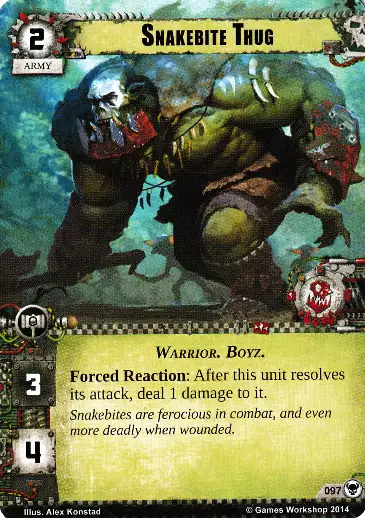 2
SNAKEBITE THUG
ARMY
WARRIOR. BOYZ.
3
Forced Reaction: After this unit resolves
its attack, deal 1 damage to it.
Snakebites are ferocious in combat, and even
more deadly when wounded.
4
097
Illus. Alex Konstad
© Games Workshop 2014